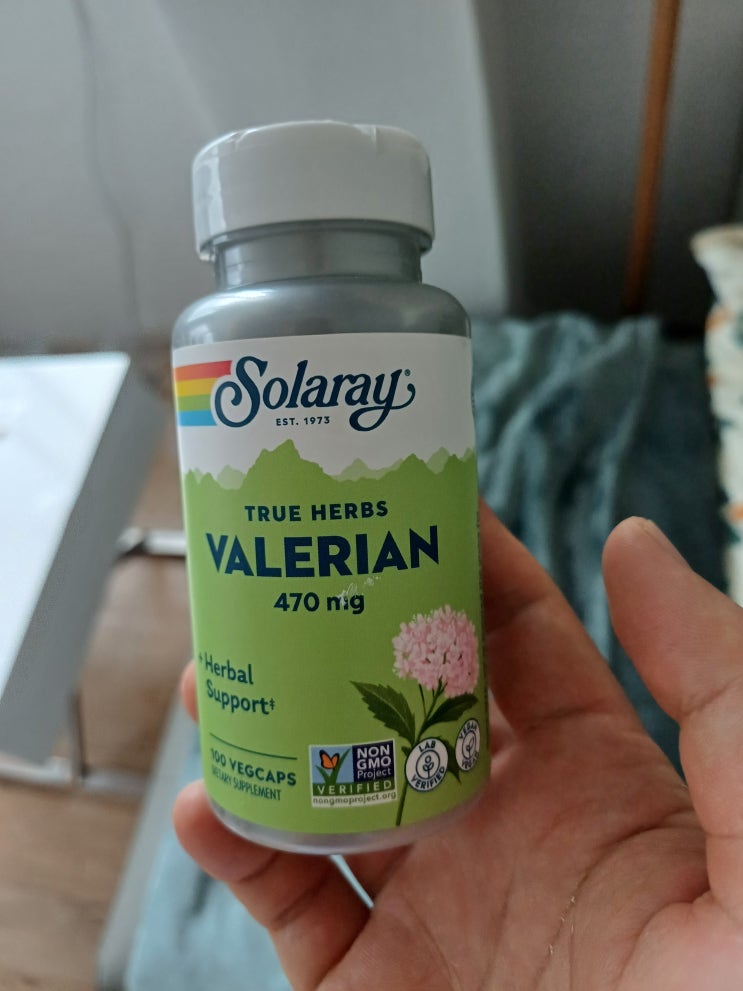 Solaray®
EST. 1973
TRUE HERBS
VALERIAN
470 mg
Herbal
Support‡
100 VEGCAPS
DIETARY SUPPLEMENT
NON
GMO
Project
VERIFIED
nongmoproject.org
LAB
VERIFIED
VEGAN